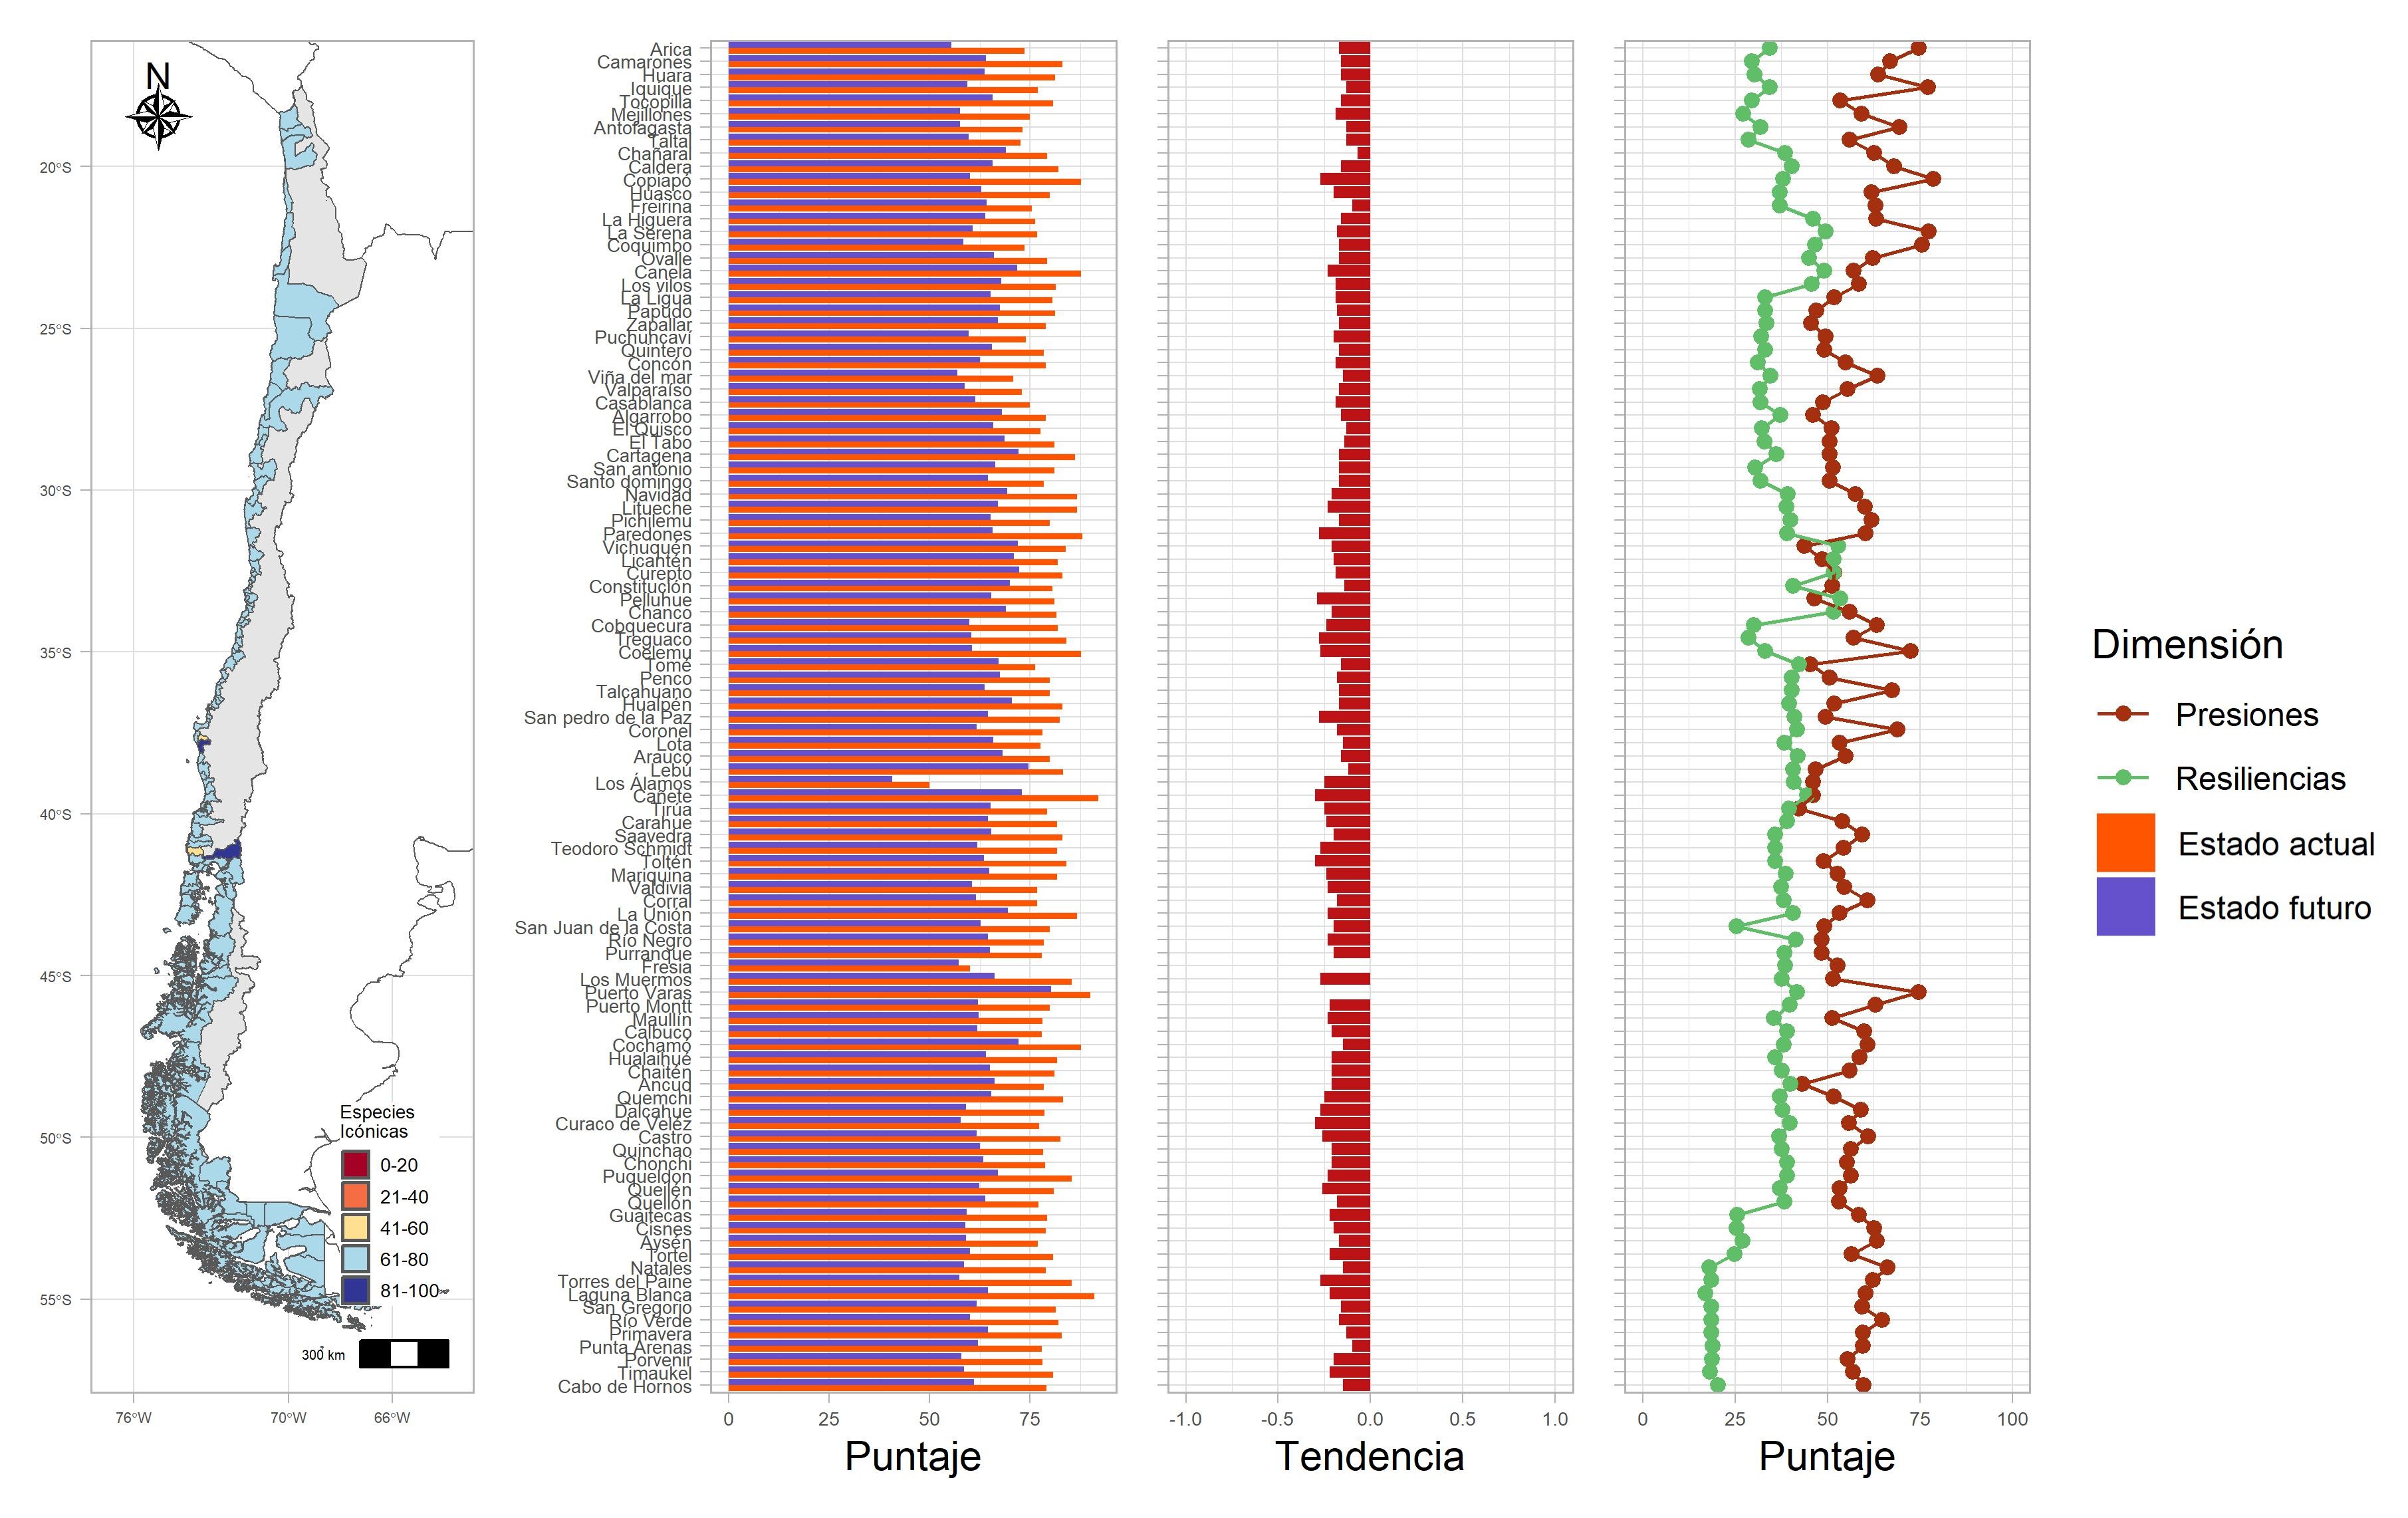 N
20°S
25°S
30°S
35°S
40°S
45°S
50°S
55°S
76°W
70°W
66°W
Especies
Icónicas
0-20
21-40
41-60
61-80
81-100
300 km
Arica
Camarones
Huara
Iquique
Tocopilla
Mejillones
Antofagasta
Taltal
Chañaral
Caldera
Copiapó
Huasco
Freirina
La Higuera
La Serena
Coquimbo
Ovalle
Canela
Los vilos
La Ligua
Papudo
Zapallar
Puchuncaví
Quintero
Concón
Viña del mar
Valparaíso
Casablanca
Algarrobo
El Quisco
El Tabo
Cartagena
San antonio
Santo domingo
Navidad
Litueche
Pichilemu
Paredones
Vichuquén
Licantén
Curepto
Constitución
Pelluhue
Chanco
Cobquecura
Treguaco
Coelemu
Tomé
Penco
Talcahuano
Hualpén
San pedro de la Paz
Coronel
Lota
Arauco
Lebu
Los Álamos
Cañete
Tirúa
Carahue
Saavedra
Teodoro Schmidt
Toltén
Mariquina
Valdivia
Corral
La Unión
San Juan de la Costa
Río Negro
Purranque
Fresia
Los Muermos
Puerto Varas
Puerto Montt
Maullín
Calbuco
Cochamó
Hualaihué
Chaitén
Ancud
Quemchi
Dalcahue
Curaco de Velez
Castro
Quinchao
Chonchi
Puqueldon
Queilén
Quellón
Guaitecas
Cisnes
Aysén
Tortel
Natales
Torres del Paine
Laguna Blanca
San Gregorio
Río Verde
Primavera
Punta Arenas
Porvenir
Timaukel
Cabo de Hornos
0
25
50
75
Puntaje
-1.0
-0.5
0.0
0.5
1.0
Tendencia
0
25
50
75
100
Puntaje
Dimensión
Presiones
Resiliencias
Estado actual
Estado futuro